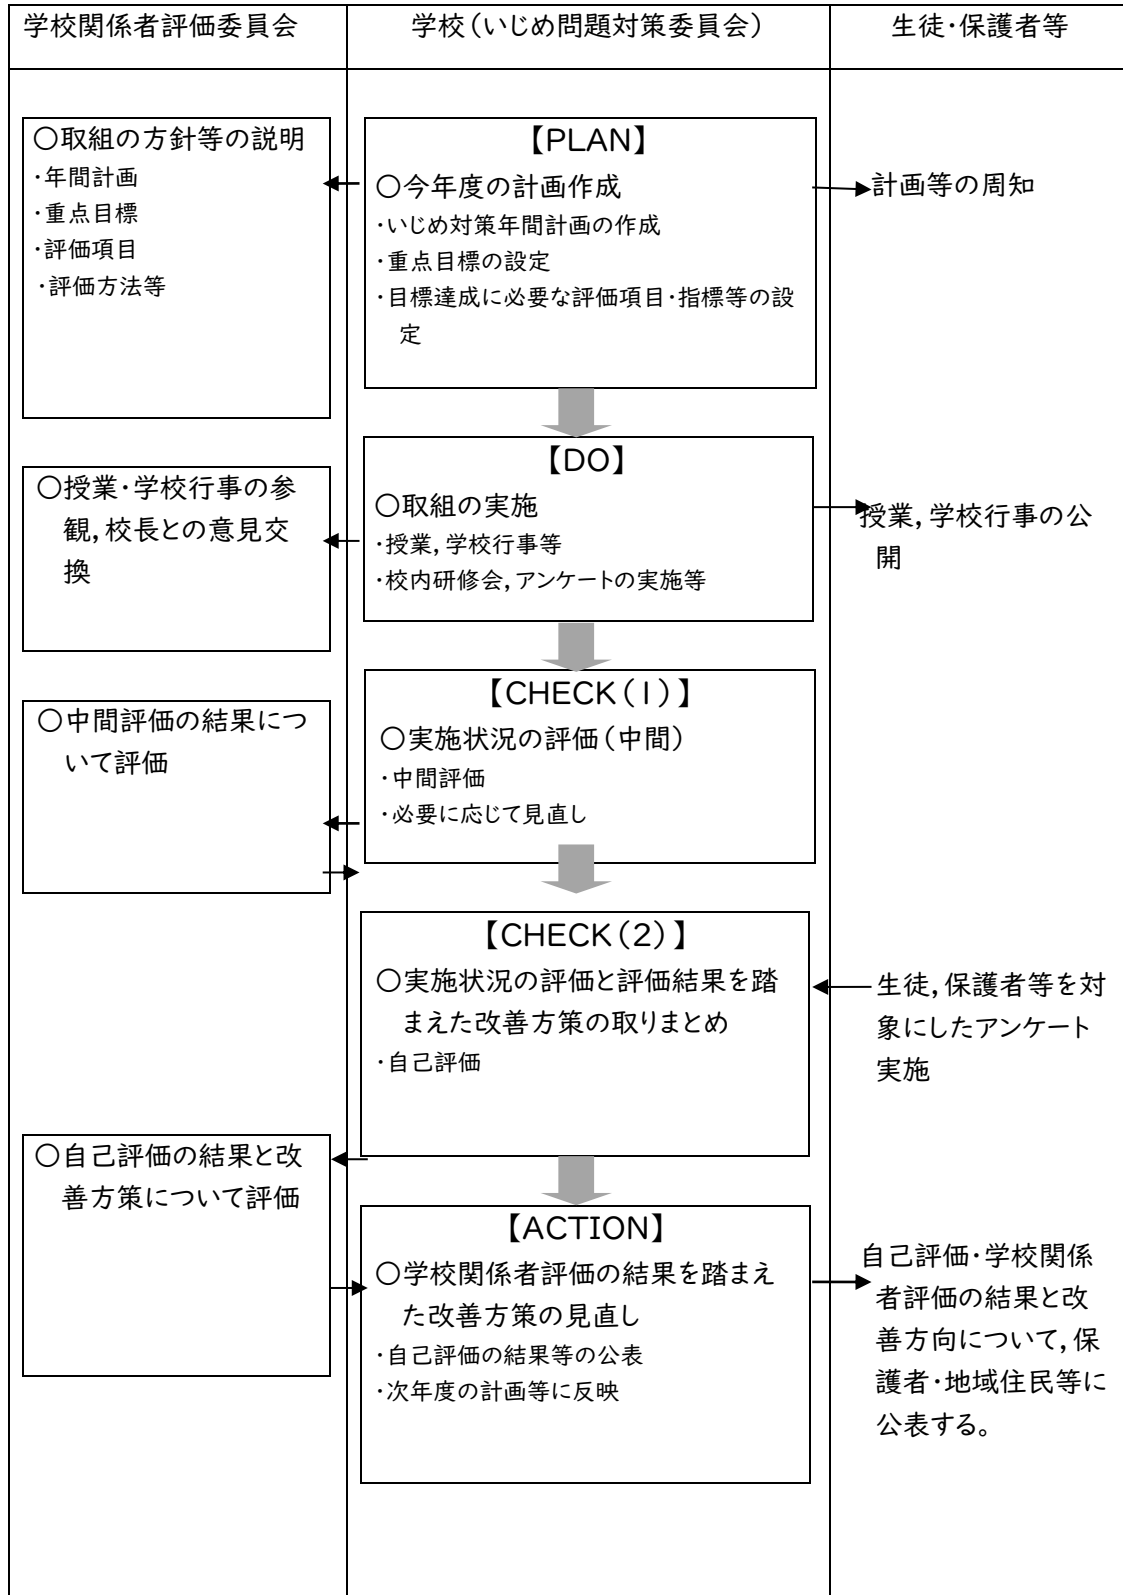 学校関係者評価委員会
学校(いじめ問題対策委員会)
生徒・保護者等
○取組の方針等の説明
・年間計画
・重点目標
・評価項目
・評価方法等
【PLAN】
○今年度の計画作成
・いじめ対策年間計画の作成
・重点目標の設定
・目標達成に必要な評価項目・指標等の設
定
計画等の周知
○授業・学校行事の参
観,校長との意見交
換
【DO】
○取組の実施
・授業,学校行事等
・校内研修会,アンケートの実施等
授業,学校行事の公
開
○中間評価の結果につ
いて評価
【CHECK(1)】
○実施状況の評価(中間)
・中間評価
・必要に応じて見直し
【CHECK(2)】
○実施状況の評価と評価結果を踏
まえた改善方策の取りまとめ
・自己評価
生徒,保護者等を対
象にしたアンケート
実施
○自己評価の結果と改
善方策について評価
【ACTION】
○学校関係者評価の結果を踏まえ
た改善方策の見直し
・自己評価の結果等の公表
・次年度の計画等に反映
自己評価・学校関係
者評価の結果と改
善方向について,保
護者・地域住民等に
公表する。